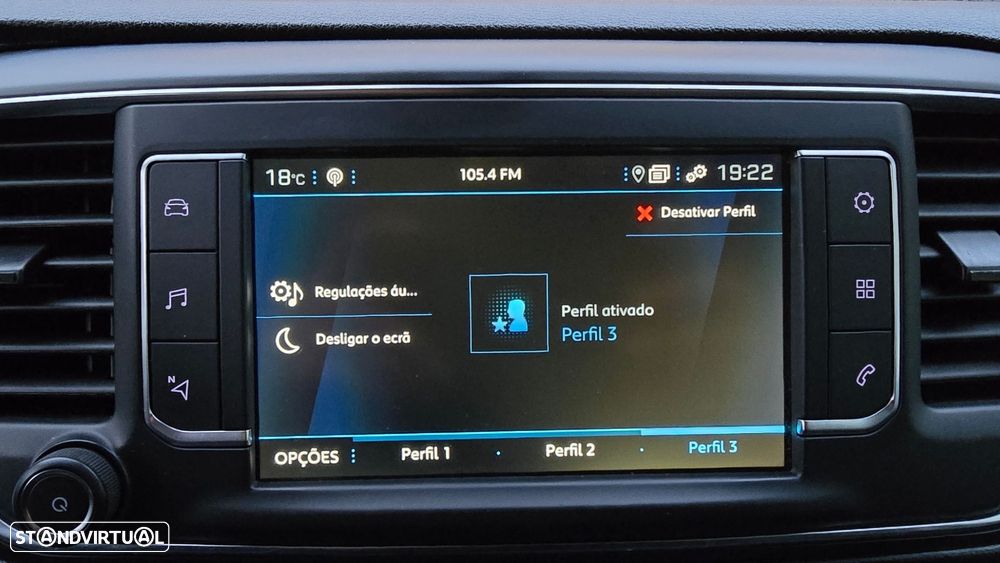 18°C
105.4 FM
19:22
Desativar Perfil
Regulações áu...
Desligar o ecrã
Perfil ativado
Perfil 3
OPÇÕES
Perfil 1
Perfil 2
Perfil 3
N
STANDVIRTUAL